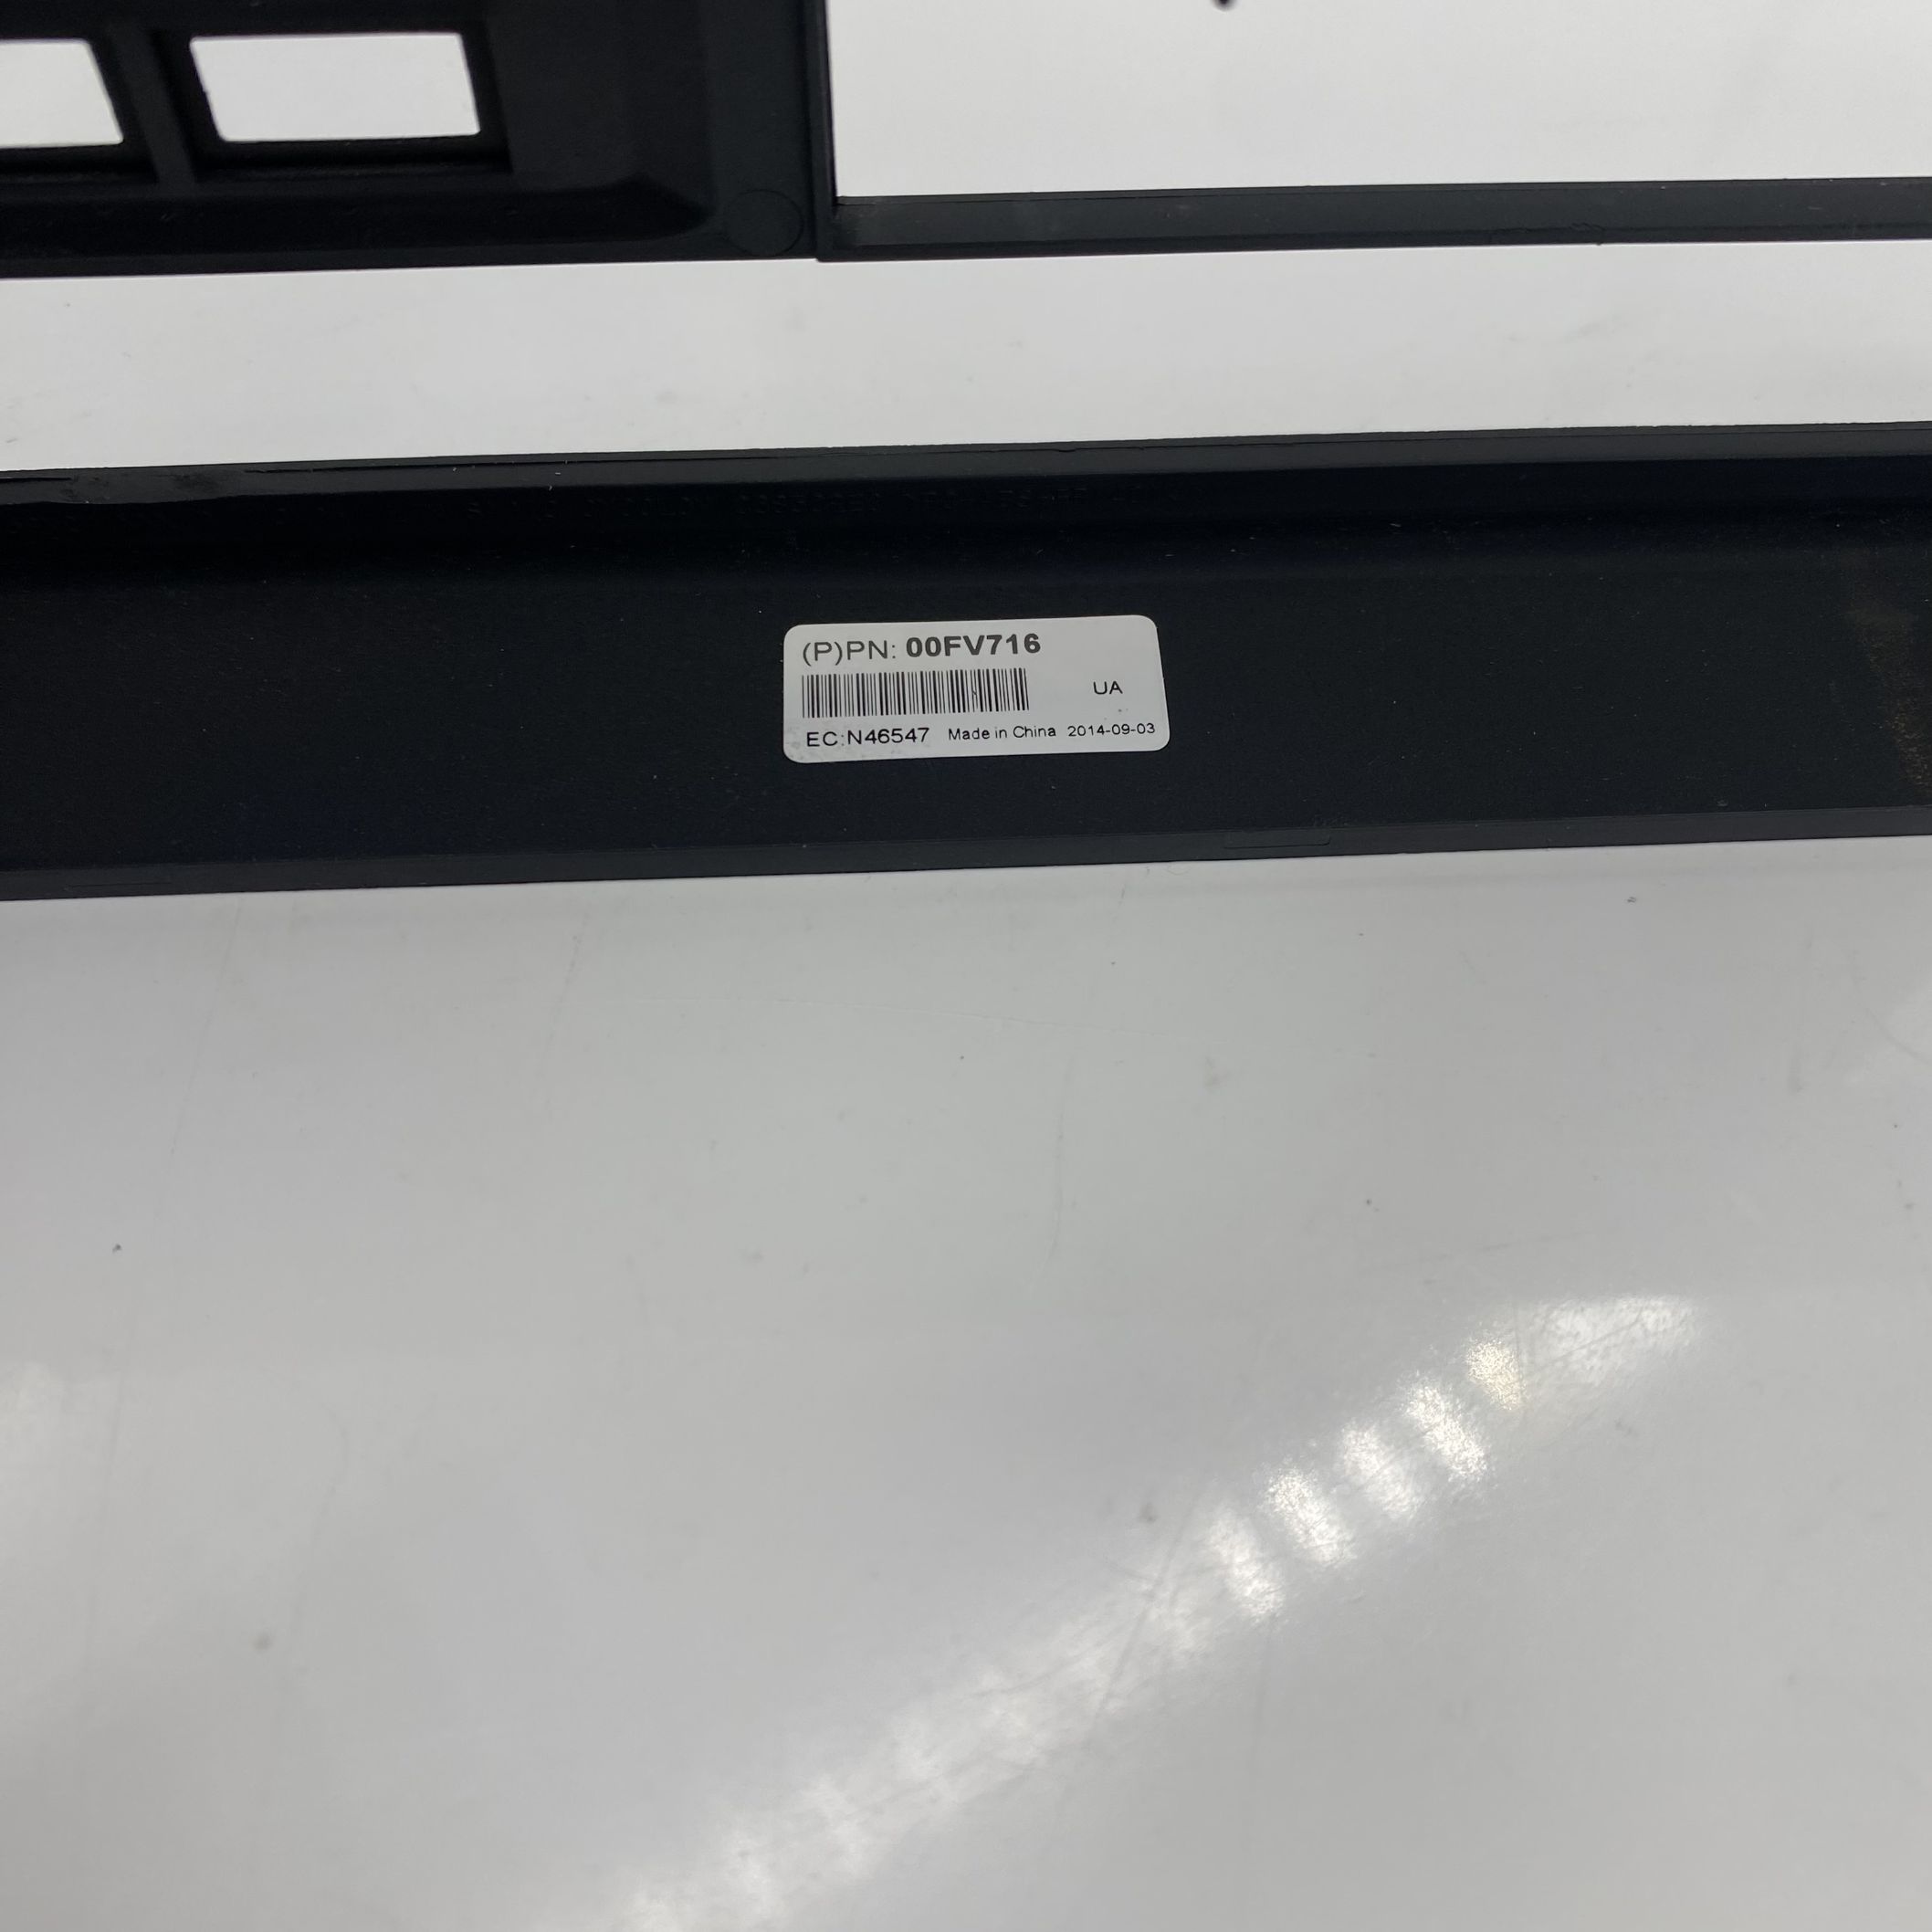 (P)PN: 00FV716
UA
EC:N46547 Made in China 2014-09-03